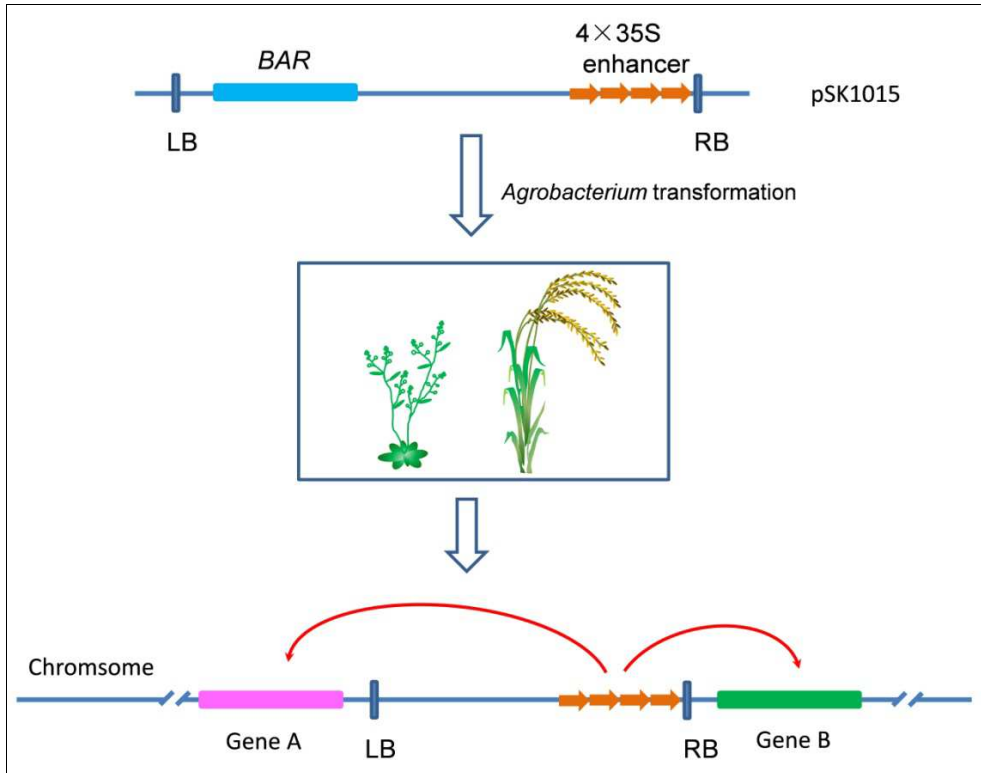 BAR
4×35S
enhancer
pSK1015
LB
RB
Agrobacterium transformation
Chromsome
Gene A
LB
RB
Gene B